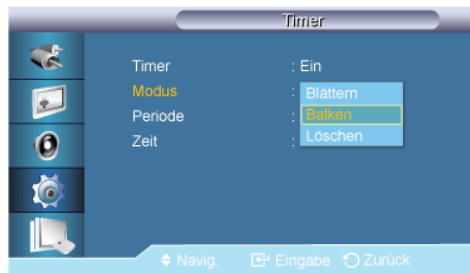 Timer
Timer : Ein
Modus : Blättern
Periode : Balken
Zeit : Löschen
Navig. Eingabe Zurück